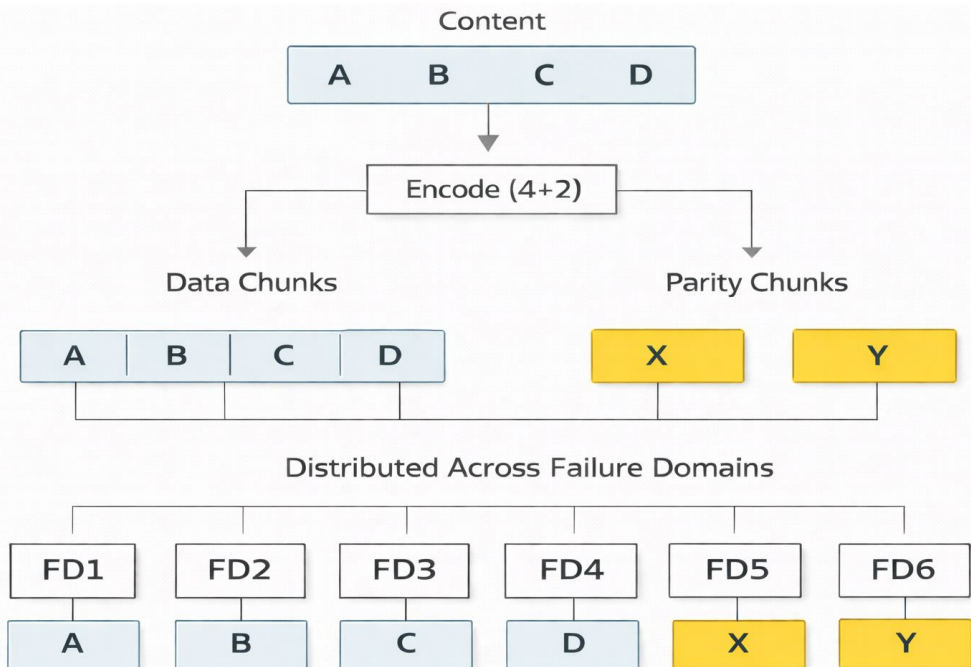 Content
A B C D
Encode (4+2)
Data Chunks Parity Chunks
A B C D X Y
Distributed Across Failure Domains
FD1 FD2 FD3 FD4 FD5 FD6
A B C D X Y